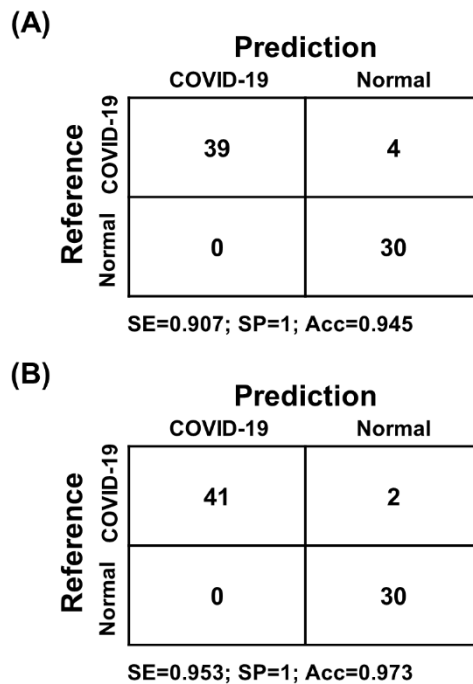 (A)
Prediction
COVID-19 Normal
Reference
COVID-19
39 4
Normal
0 30
SE=0.907; SP=1; Acc=0.945
(B)
Prediction
COVID-19 Normal
Reference
COVID-19
41 2
Normal
0 30
SE=0.953; SP=1; Acc=0.973